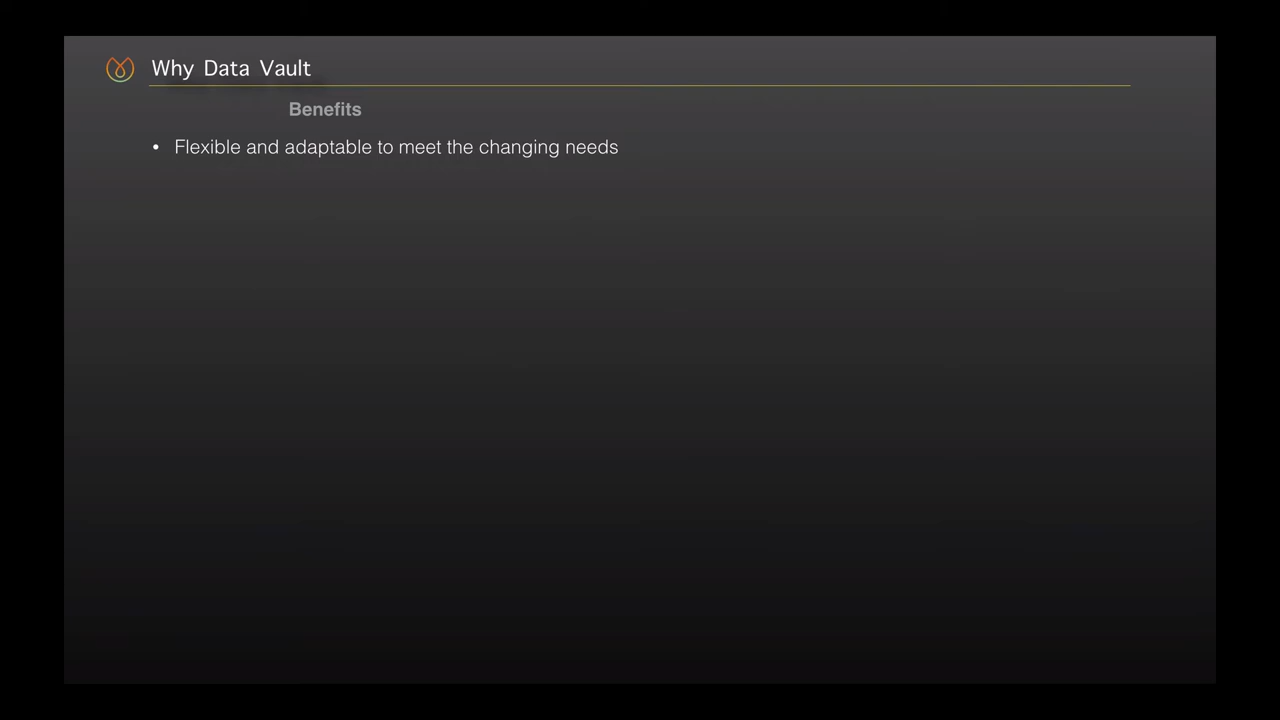 Why Data Vault
Benefits
• Flexible and adaptable to meet the changing needs